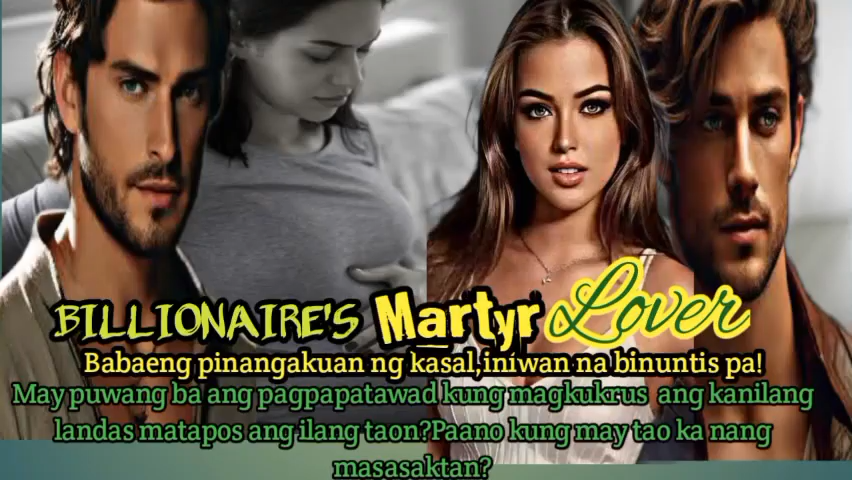 BILLIONAIRE'S Martyr Lover
Babaeng pinangakuan ng kasal,iniwan na binuntis pa!
May puwang ba ang pagpapatawad kung magkukrus ang kanilang
landas matapos ang ilang taon?Paano kung may tao ka nang
masasaktan?